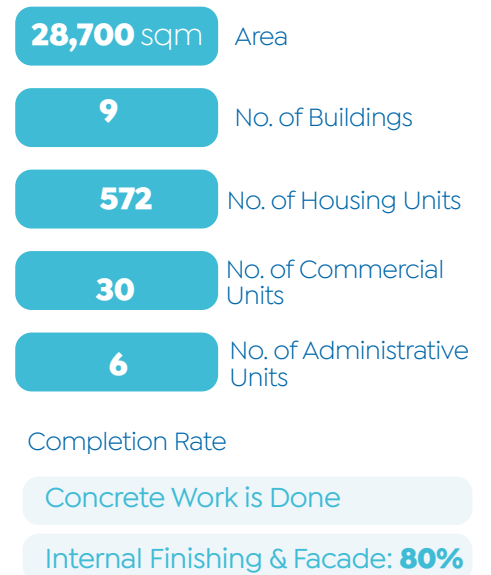 28,700 sqm Area
9 No. of Buildings
572 No. of Housing Units
30 No. of Commercial
Units
6 No. of Administrative
Units
Completion Rate
Concrete Work is Done
Internal Finishing & Facade: 80%